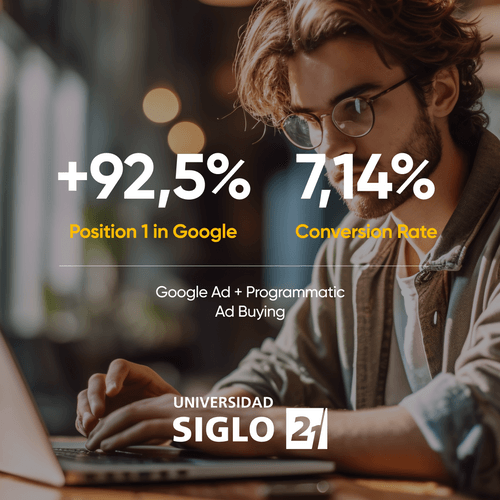 +92,5% 7,14%
Position 1 in Google Conversion Rate
Google Ad + Programmatic
Ad Buying
UNIVERSIDAD
SIGLO 21